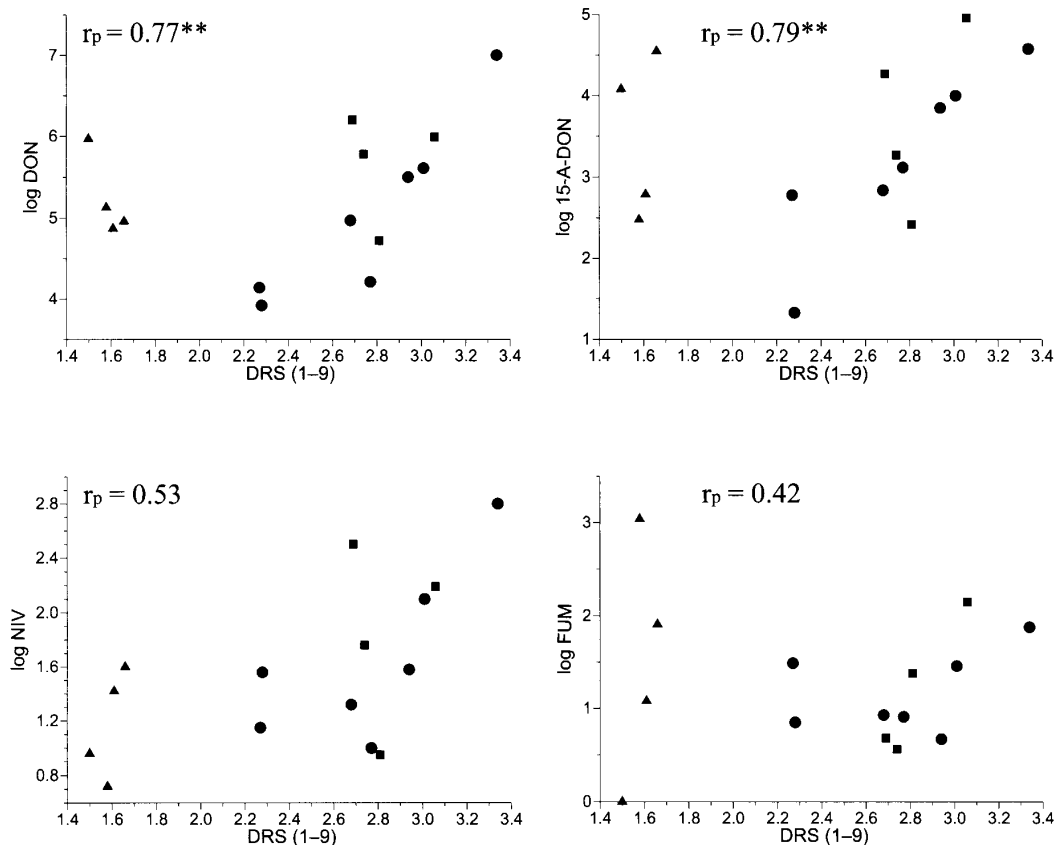 rp = 0.77**
7
6
5
4
log DON
1.4 1.6 1.8 2.0 2.2 2.4 2.6 2.8 3.0 3.2 3.4
DRS (1–9)
rp = 0.79**
5
4
3
2
1
log 15-A-DON
1.4 1.6 1.8 2.0 2.2 2.4 2.6 2.8 3.0 3.2 3.4
DRS (1–9)
rp = 0.53
2.8
2.4
2.0
1.6
1.2
0.8
log NIV
1.4 1.6 1.8 2.0 2.2 2.4 2.6 2.8 3.0 3.2 3.4
DRS (1–9)
rp = 0.42
3
2
1
0
log FUM
1.4 1.6 1.8 2.0 2.2 2.4 2.6 2.8 3.0 3.2 3.4
DRS (1–9)